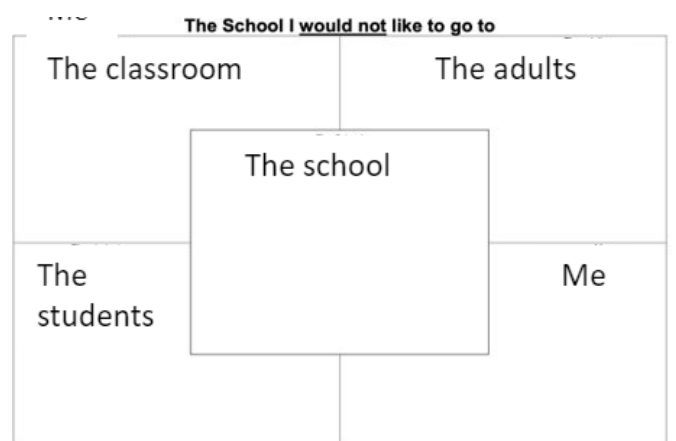 The School I would not like to go to
The classroom
The adults
The school
The
students
Me